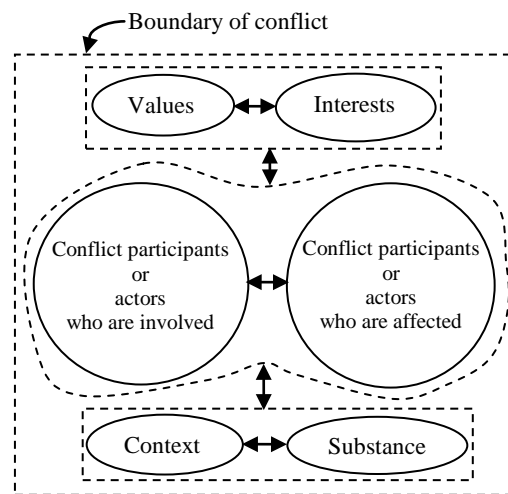 Boundary of conflict
Values
Interests
Conflict participants
or
actors
who are involved
Conflict participants
or
actors
who are affected
Context
Substance